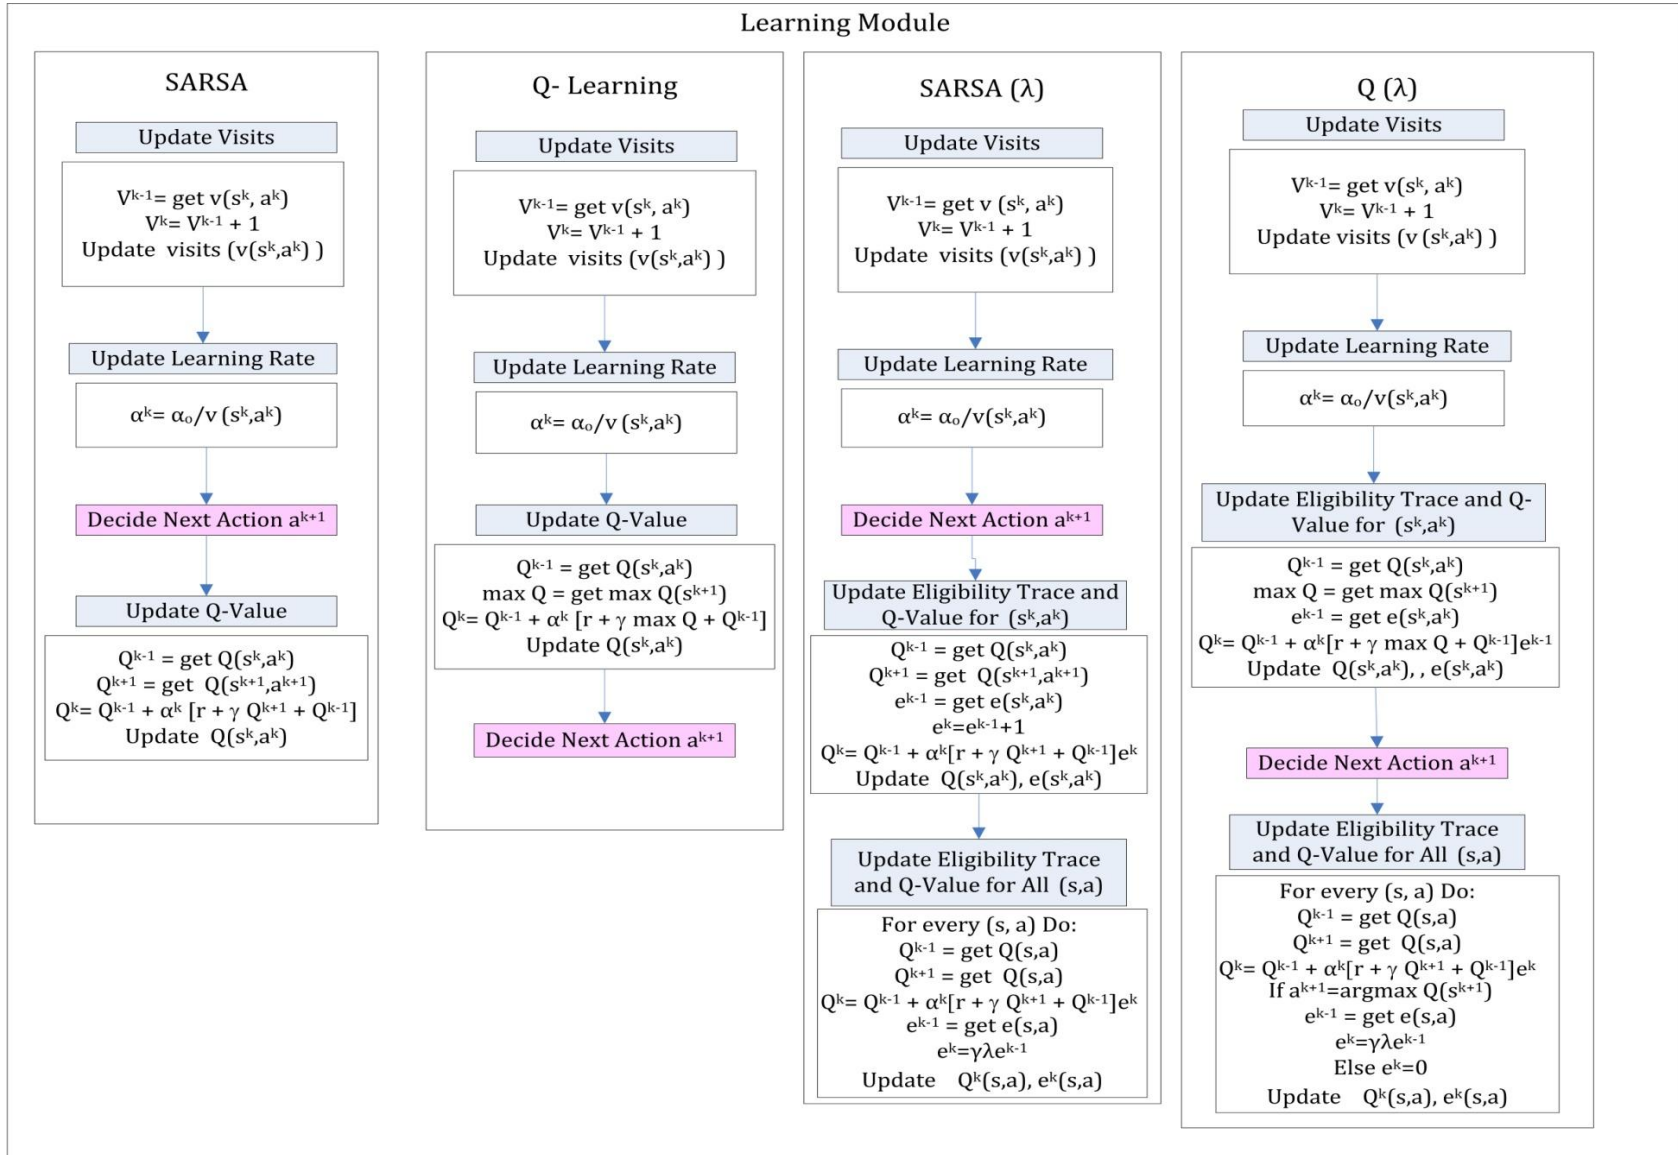 Learning Module
SARSA
Update Visits
Vᵏ⁻¹= get v(sᵏ, aᵏ)
Vᵏ= Vᵏ⁻¹ + 1
Update visits (v(sᵏ,aᵏ) )
Update Learning Rate
αᵏ= αₒ/v (sᵏ,aᵏ)
Decide Next Action aᵏ⁺¹
Update Q-Value
Qᵏ⁻¹ = get Q(sᵏ,aᵏ)
Qᵏ⁺¹ = get Q(sᵏ⁺¹,aᵏ⁺¹)
Qᵏ= Qᵏ⁻¹ + αᵏ [r + γ Qᵏ⁺¹ + Qᵏ⁻¹]
Update Q(sᵏ,aᵏ)
Q- Learning
Update Visits
Vᵏ⁻¹= get v(sᵏ, aᵏ)
Vᵏ= Vᵏ⁻¹ + 1
Update visits (v(sᵏ,aᵏ) )
Update Learning Rate
αᵏ= αₒ/v (sᵏ,aᵏ)
Update Q-Value
Qᵏ⁻¹ = get Q(sᵏ,aᵏ)
max Q = get max Q(sᵏ⁺¹)
Qᵏ= Qᵏ⁻¹ + αᵏ [r + γ max Q + Qᵏ⁻¹]
Update Q(sᵏ,aᵏ)
Decide Next Action aᵏ⁺¹
SARSA (λ)
Update Visits
Vᵏ⁻¹= get v (sᵏ, aᵏ)
Vᵏ= Vᵏ⁻¹ + 1
Update visits (v(sᵏ,aᵏ) )
Update Learning Rate
αᵏ= αₒ/v (sᵏ,aᵏ)
Decide Next Action aᵏ⁺¹
Update Eligibility Trace and
Q-Value for (sᵏ,aᵏ)
Qᵏ⁻¹ = get Q(sᵏ,aᵏ)
Qᵏ⁺¹ = get Q(sᵏ⁺¹,aᵏ⁺¹)
eᵏ⁻¹ = get e(sᵏ,aᵏ)
eᵏ=eᵏ⁻¹+1
Qᵏ= Qᵏ⁻¹ + αᵏ[r + γ Qᵏ⁺¹ + Qᵏ⁻¹]eᵏ
Update Q(sᵏ,aᵏ), e(sᵏ,aᵏ)
Update Eligibility Trace
and Q-Value for All (s,a)
For every (s, a) Do:
Qᵏ⁻¹ = get Q(s,a)
Qᵏ⁺¹ = get Q(s,a)
Qᵏ= Qᵏ⁻¹ + αᵏ[r + γ Qᵏ⁺¹ + Qᵏ⁻¹]eᵏ
eᵏ⁻¹ = get e(s,a)
eᵏ=γλeᵏ⁻¹
Update Qᵏ(s,a), eᵏ(s,a)
Q (λ)
Update Visits
Vᵏ⁻¹= get v(sᵏ, aᵏ)
Vᵏ= Vᵏ⁻¹ + 1
Update visits (v (sᵏ,aᵏ) )
Update Learning Rate
αᵏ= αₒ/v(sᵏ,aᵏ)
Update Eligibility Trace and Q-
Value for (sᵏ,aᵏ)
Qᵏ⁻¹ = get Q(sᵏ,aᵏ)
max Q = get max Q(sᵏ⁺¹)
eᵏ⁻¹ = get e(sᵏ,aᵏ)
Qᵏ= Qᵏ⁻¹ + αᵏ[r + γ max Q + Qᵏ⁻¹]eᵏ⁻¹
Update Q(sᵏ,aᵏ), , e(sᵏ,aᵏ)
Decide Next Action aᵏ⁺¹
Update Eligibility Trace
and Q-Value for All (s,a)
For every (s, a) Do:
Qᵏ⁻¹ = get Q(s,a)
Qᵏ⁺¹ = get Q(s,a)
Qᵏ= Qᵏ⁻¹ + αᵏ[r + γ Qᵏ⁺¹ + Qᵏ⁻¹]eᵏ
If aᵏ⁺¹=argmax Q(sᵏ⁺¹)
eᵏ⁻¹ = get e(s,a)
eᵏ=γλeᵏ⁻¹
Else eᵏ=0
Update Qᵏ(s,a), eᵏ(s,a)